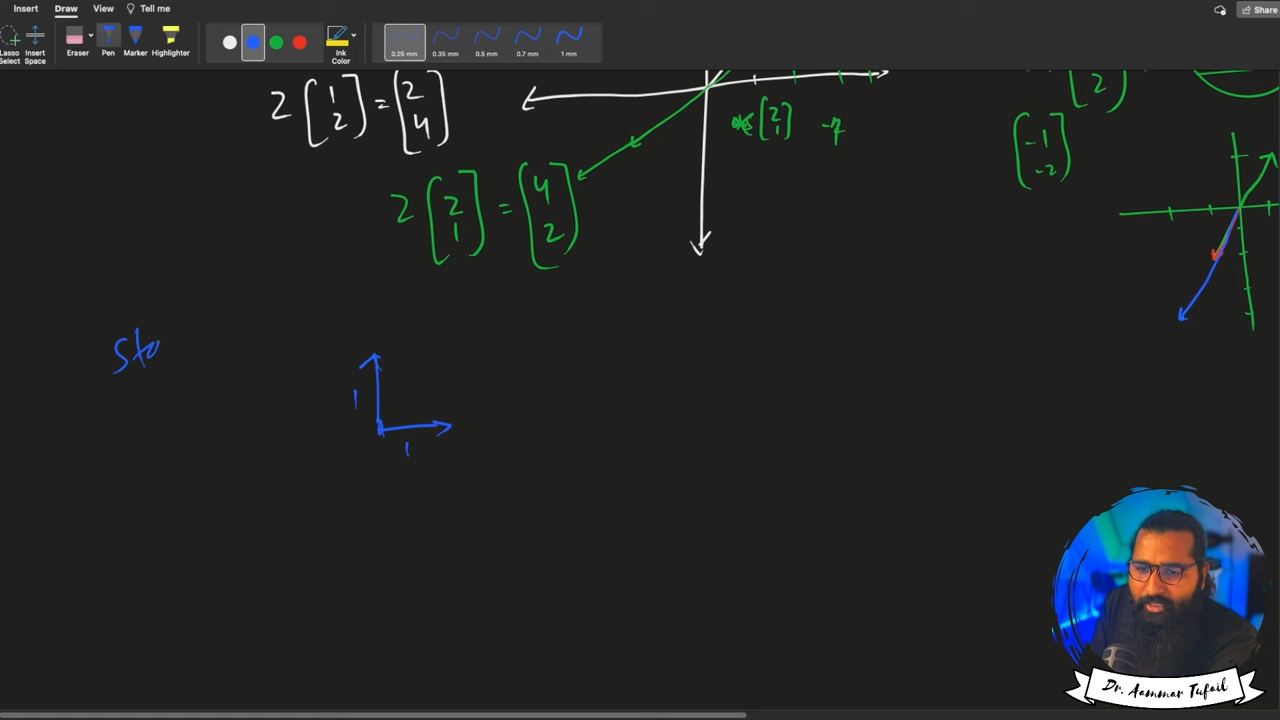 Insert Draw View Tell me
Share
Lasso Select
Insert Space
Eraser
Pen
Marker
Highlighter
Ink Color
0.25 mm
0.35 mm
0.5 mm
0.7 mm
1 mm
2 [1 2] = [2 4]
[2 1]
2
[-1 -2]
2 [2 1] = [4 2]
sto
1
1
Dr. Aammar Tufail